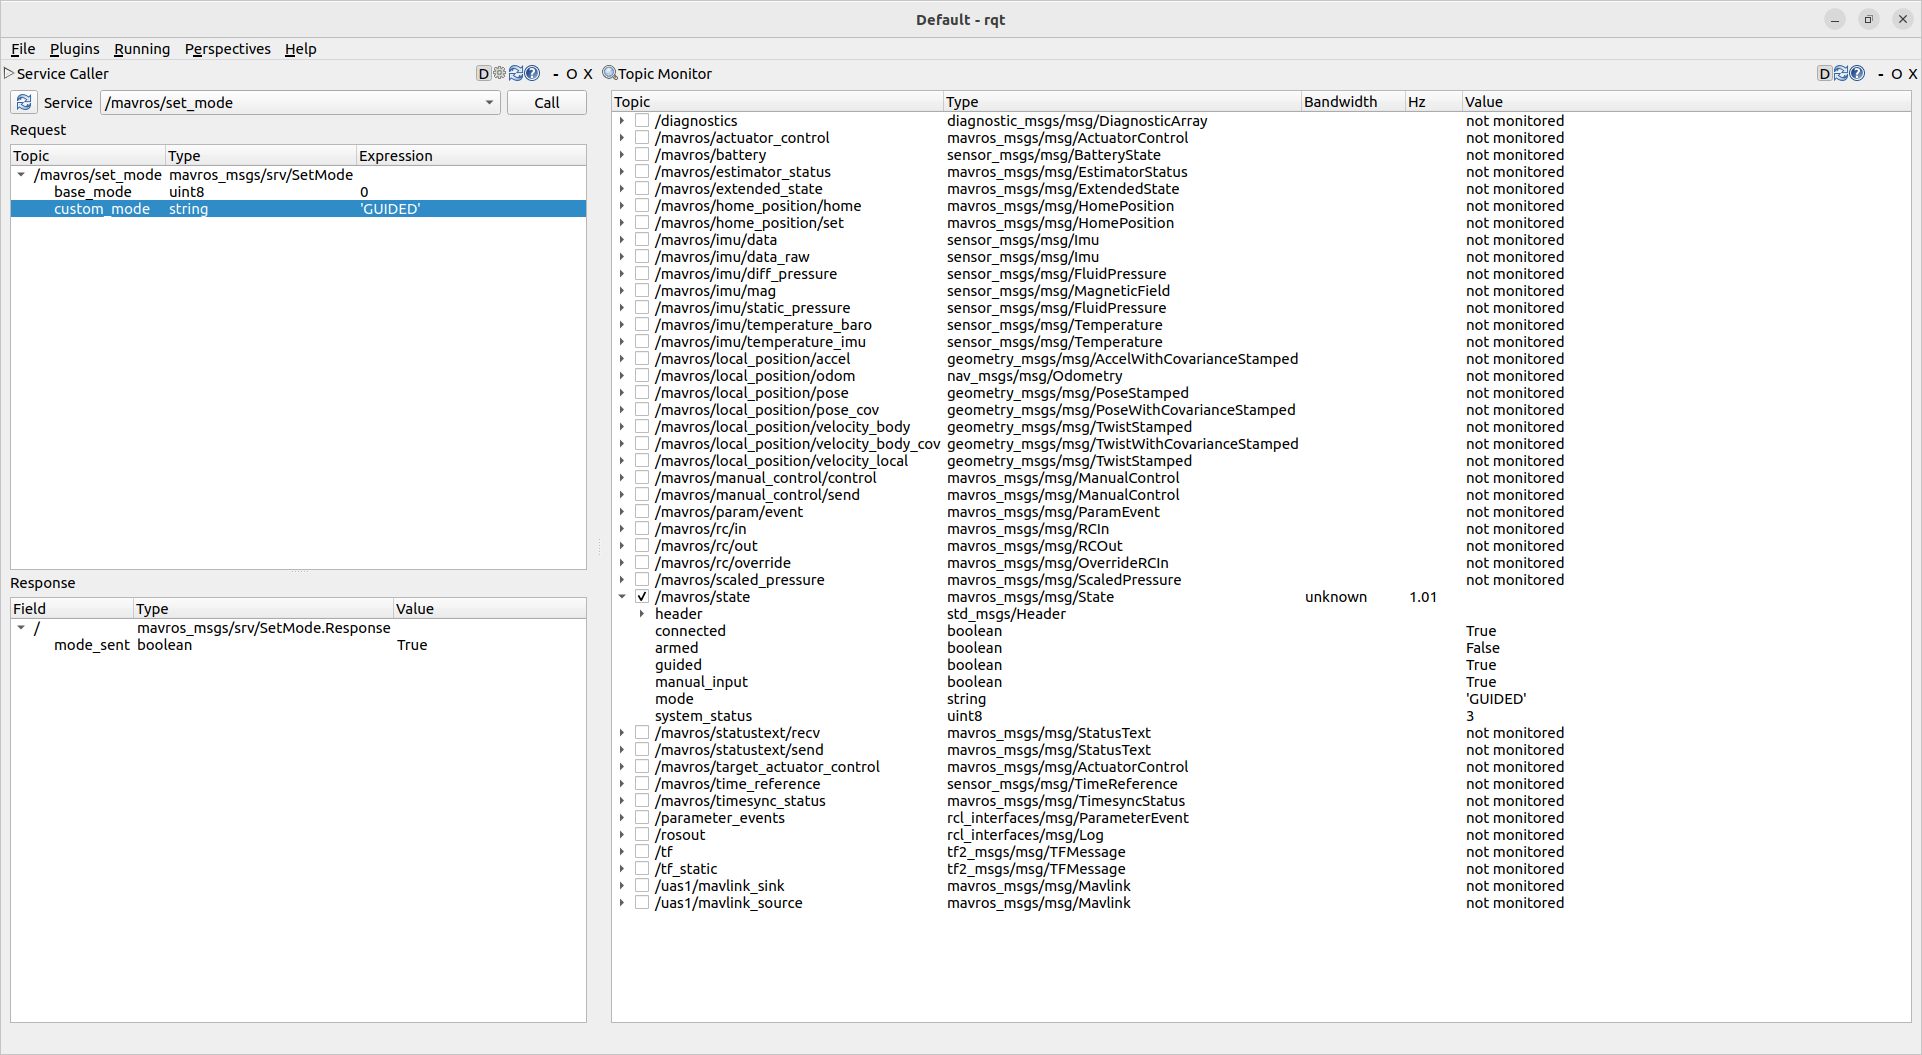 Default - rqt
File Plugins Running Perspectives Help
Service Caller D - O X
Service /mavros/set_mode Call
Request
Topic Type Expression
/mavros/set_mode mavros_msgs/srv/SetMode
base_mode uint8 0
custom_mode string 'GUIDED'
Response
Field Type Value
/ mavros_msgs/srv/SetMode.Response
mode_sent boolean True
Topic Monitor D - O X
Topic Type Bandwidth Hz Value
/diagnostics diagnostic_msgs/msg/DiagnosticArray not monitored
/mavros/actuator_control mavros_msgs/msg/ActuatorControl not monitored
/mavros/battery sensor_msgs/msg/BatteryState not monitored
/mavros/estimator_status mavros_msgs/msg/EstimatorStatus not monitored
/mavros/extended_state mavros_msgs/msg/ExtendedState not monitored
/mavros/home_position/home mavros_msgs/msg/HomePosition not monitored
/mavros/home_position/set mavros_msgs/msg/HomePosition not monitored
/mavros/imu/data sensor_msgs/msg/Imu not monitored
/mavros/imu/data_raw sensor_msgs/msg/Imu not monitored
/mavros/imu/diff_pressure sensor_msgs/msg/FluidPressure not monitored
/mavros/imu/mag sensor_msgs/msg/MagneticField not monitored
/mavros/imu/static_pressure sensor_msgs/msg/FluidPressure not monitored
/mavros/imu/temperature_baro sensor_msgs/msg/Temperature not monitored
/mavros/imu/temperature_imu sensor_msgs/msg/Temperature not monitored
/mavros/local_position/accel geometry_msgs/msg/AccelWithCovarianceStamped not monitored
/mavros/local_position/odom nav_msgs/msg/Odometry not monitored
/mavros/local_position/pose geometry_msgs/msg/PoseStamped not monitored
/mavros/local_position/pose_cov geometry_msgs/msg/PoseWithCovarianceStamped not monitored
/mavros/local_position/velocity_body geometry_msgs/msg/TwistStamped not monitored
/mavros/local_position/velocity_body_cov geometry_msgs/msg/TwistWithCovarianceStamped not monitored
/mavros/local_position/velocity_local geometry_msgs/msg/TwistStamped not monitored
/mavros/manual_control/control mavros_msgs/msg/ManualControl not monitored
/mavros/manual_control/send mavros_msgs/msg/ManualControl not monitored
/mavros/param/event mavros_msgs/msg/ParamEvent not monitored
/mavros/rc/in mavros_msgs/msg/RCIn not monitored
/mavros/rc/out mavros_msgs/msg/RCOut not monitored
/mavros/rc/override mavros_msgs/msg/OverrideRCIn not monitored
/mavros/scaled_pressure mavros_msgs/msg/ScaledPressure not monitored
/mavros/state mavros_msgs/msg/State unknown 1.01
header std_msgs/Header
connected boolean True
armed boolean False
guided boolean True
manual_input boolean True
mode string 'GUIDED'
system_status uint8 3
/mavros/statustext/recv mavros_msgs/msg/StatusText not monitored
/mavros/statustext/send mavros_msgs/msg/StatusText not monitored
/mavros/target_actuator_control mavros_msgs/msg/ActuatorControl not monitored
/mavros/time_reference sensor_msgs/msg/TimeReference not monitored
/mavros/timesync_status mavros_msgs/msg/TimesyncStatus not monitored
/parameter_events rcl_interfaces/msg/ParameterEvent not monitored
/rosout rcl_interfaces/msg/Log not monitored
/tf tf2_msgs/msg/TFMessage not monitored
/tf_static tf2_msgs/msg/TFMessage not monitored
/uas1/mavlink_sink mavros_msgs/msg/Mavlink not monitored
/uas1/mavlink_source mavros_msgs/msg/Mavlink not monitored